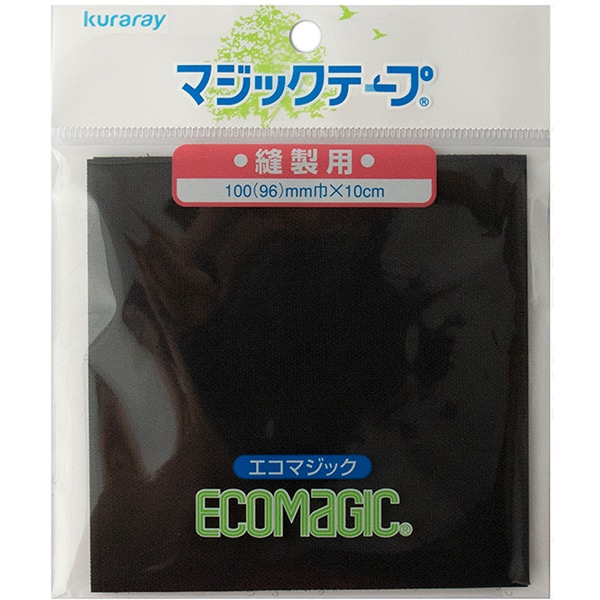 kuraray
マジックテープ®
• 縫製用 •
100(96)mm巾×10cm
エコマジック
ECOMAGIC®